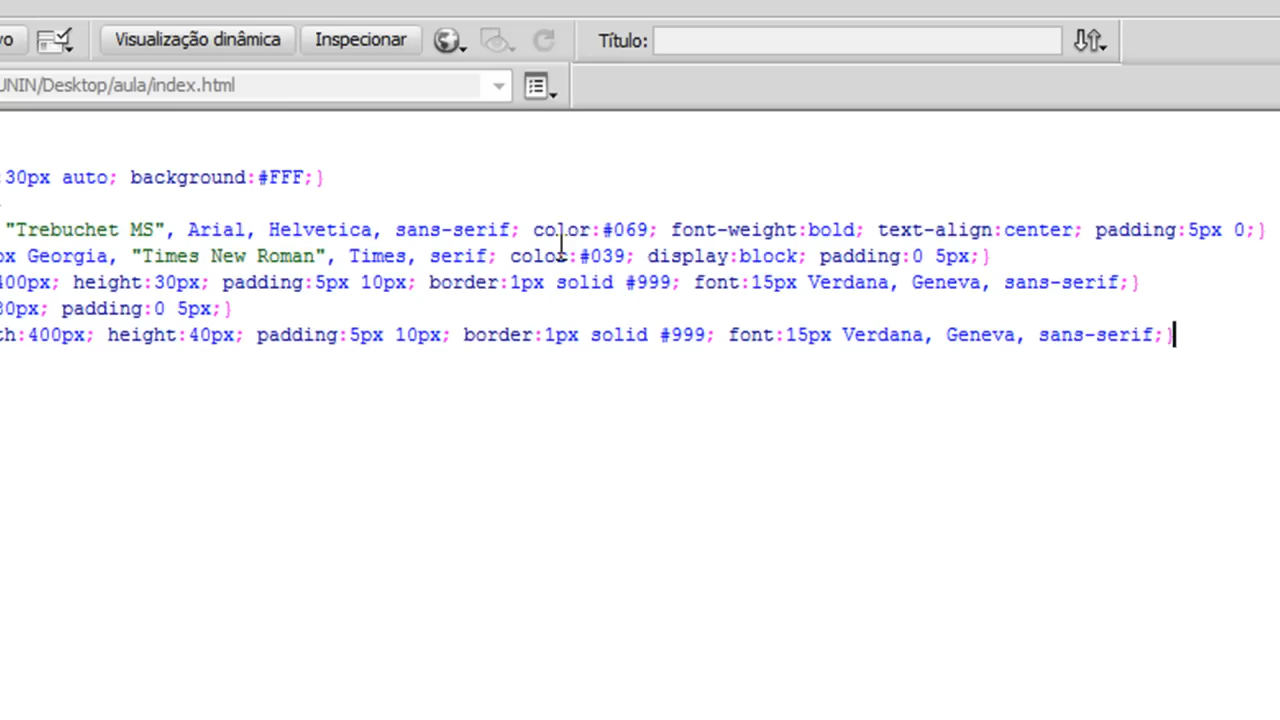 vo Visualização dinâmica Inspecionar Título:
UNIN/Desktop/aula/index.html
:30px auto; background:#FFF;}
"Trebuchet MS", Arial, Helvetica, sans-serif; color:#069; font-weight:bold; text-align:center; padding:5px 0;}
px Georgia, "Times New Roman", Times, serif; color:#039; display:block; padding:0 5px;}
400px; height:30px; padding:5px 10px; border:1px solid #999; font:15px Verdana, Geneva, sans-serif;}
30px; padding:0 5px;}
th:400px; height:40px; padding:5px 10px; border:1px solid #999; font:15px Verdana, Geneva, sans-serif;}